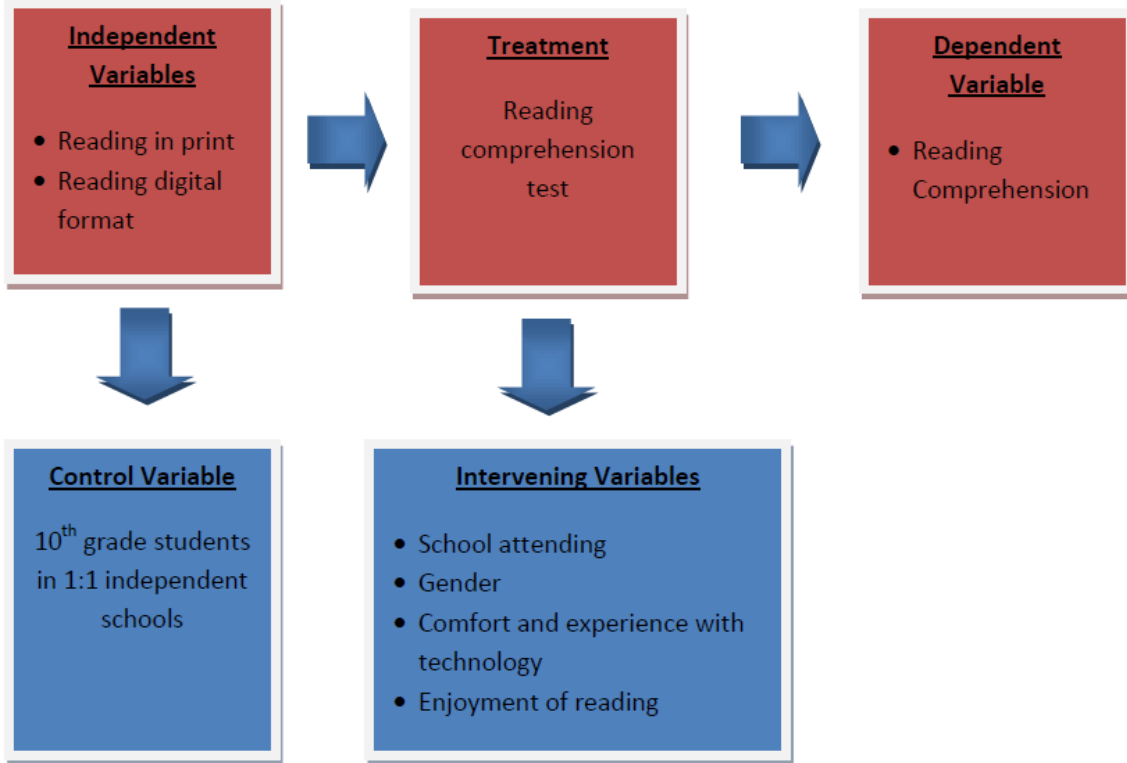 Independent
Variables
• Reading in print
• Reading digital
format
Treatment
Reading
comprehension
test
Dependent
Variable
• Reading
Comprehension
Control Variable
10th grade students
in 1:1 independent
schools
Intervening Variables
• School attending
• Gender
• Comfort and experience with
technology
• Enjoyment of reading